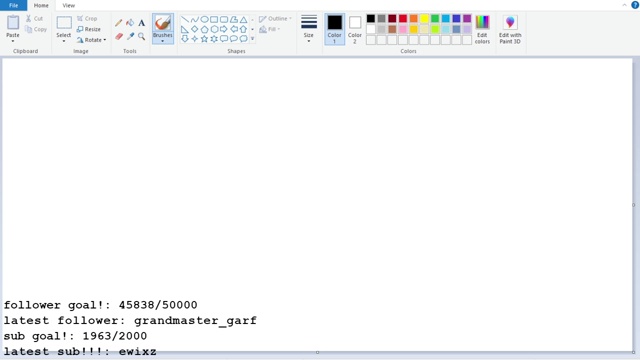 File Home View
Paste Cut Copy Select Crop Resize Rotate Brushes Outline Fill Size Color 1 Color 2 Edit colors Edit with Paint 3D
Clipboard Image Tools Shapes Colors
follower goal!: 45838/50000
latest follower: grandmaster_garf
sub goal!: 1963/2000
latest sub!!!: ewixz